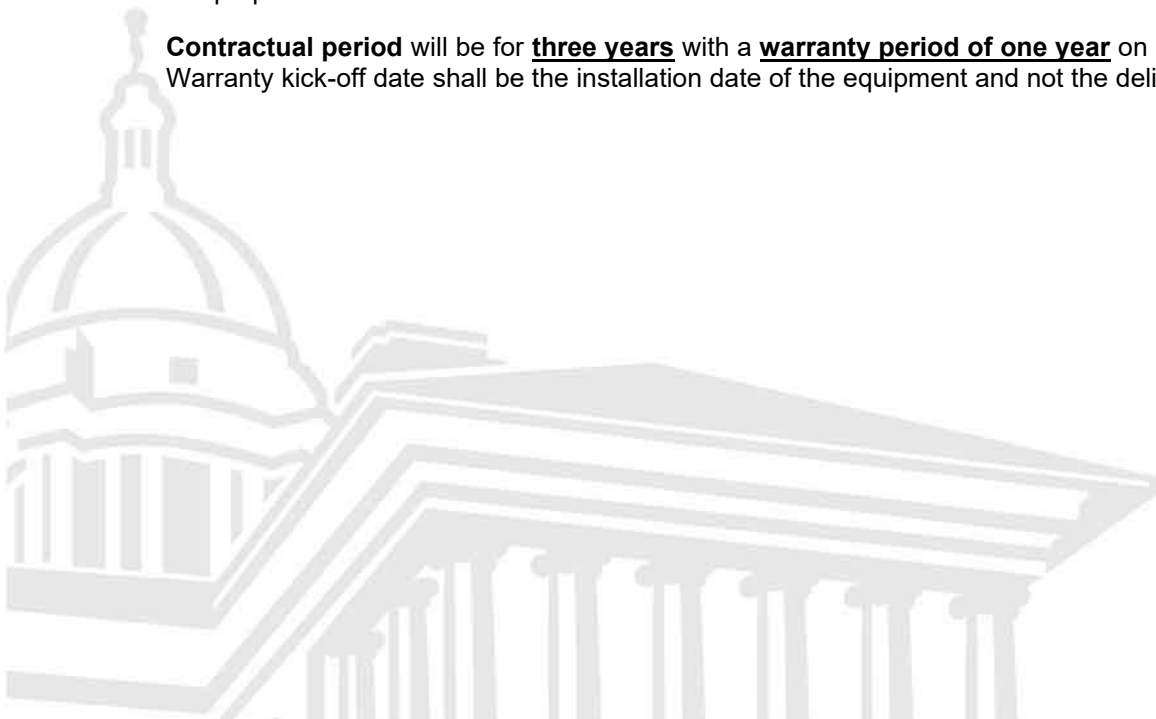 Contractual period will be for three years with a warranty period of one year on
Warranty kick-off date shall be the installation date of the equipment and not the deli